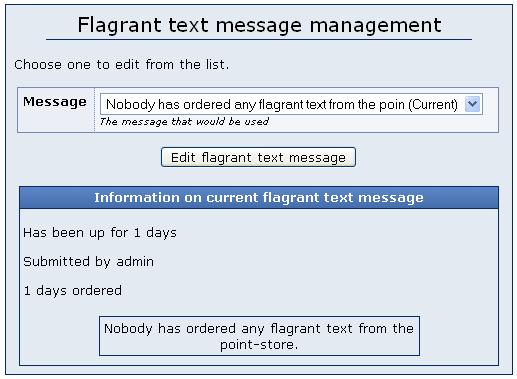 Flagrant text message management
Choose one to edit from the list.
Message
Nobody has ordered any flagrant text from the poin (Current)
The message that would be used
Edit flagrant text message
Information on current flagrant text message
Has been up for 1 days
Submitted by admin
1 days ordered
Nobody has ordered any flagrant text from the
point-store.